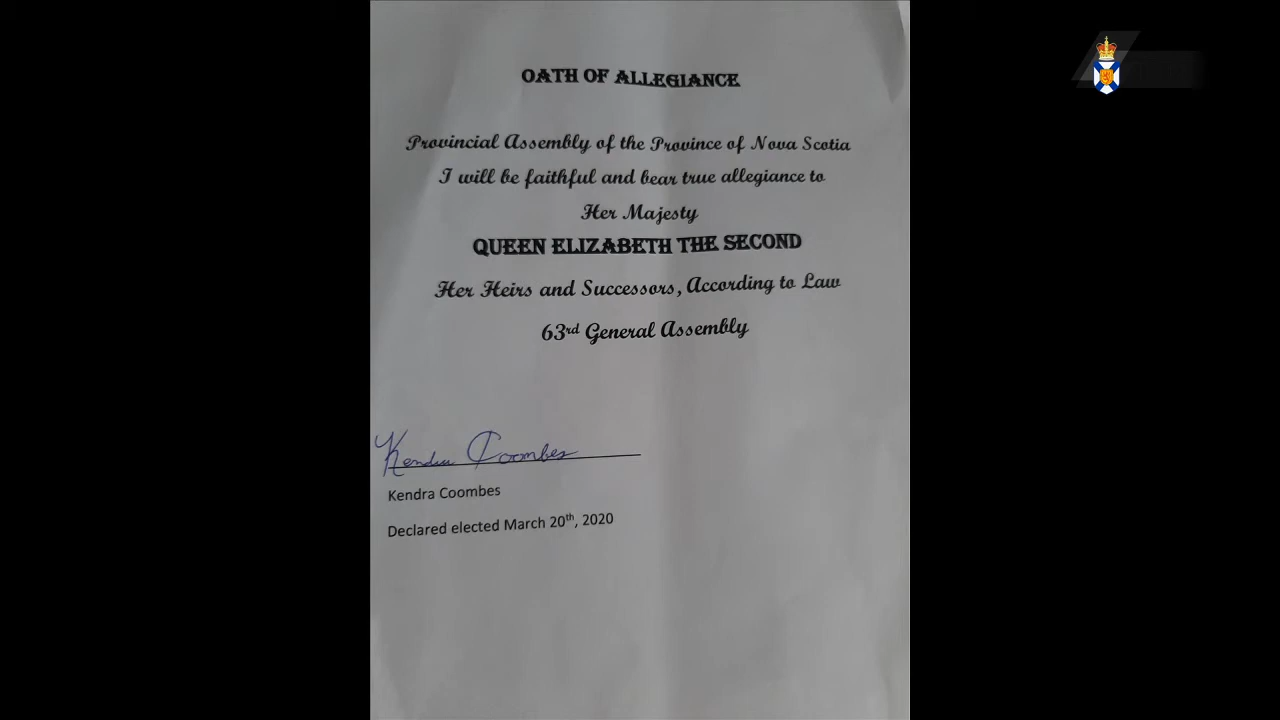 OATH OF ALLEGIANCE
Provincial Assembly of the Province of Nova Scotia
I will be faithful and bear true allegiance to
Her Majesty
QUEEN ELIZABETH THE SECOND
Her Heirs and Successors, According to Law
63rd General Assembly
Kendra Coombes
Kendra Coombes
Declared elected March 20th, 2020